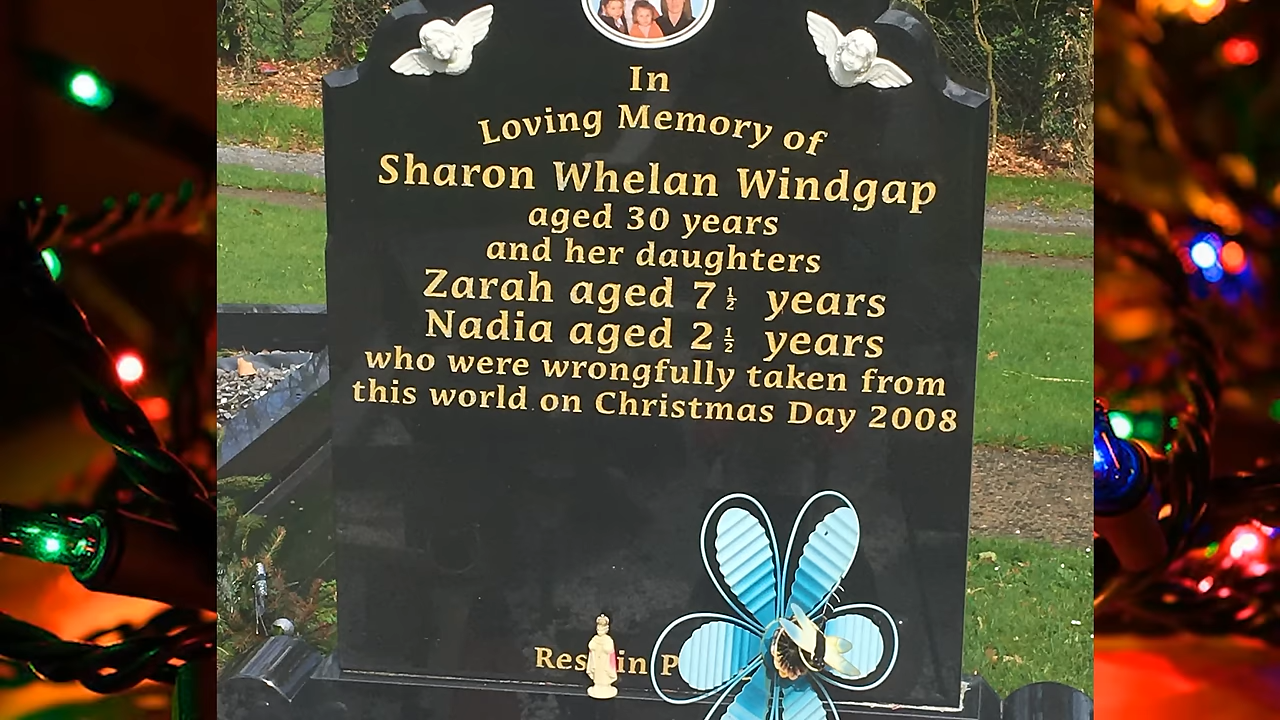 In
Loving Memory of
Sharon Whelan Windgap
aged 30 years
and her daughters
Zarah aged 7½ years
Nadia aged 2½ years
who were wrongfully taken from
this world on Christmas Day 2008
in